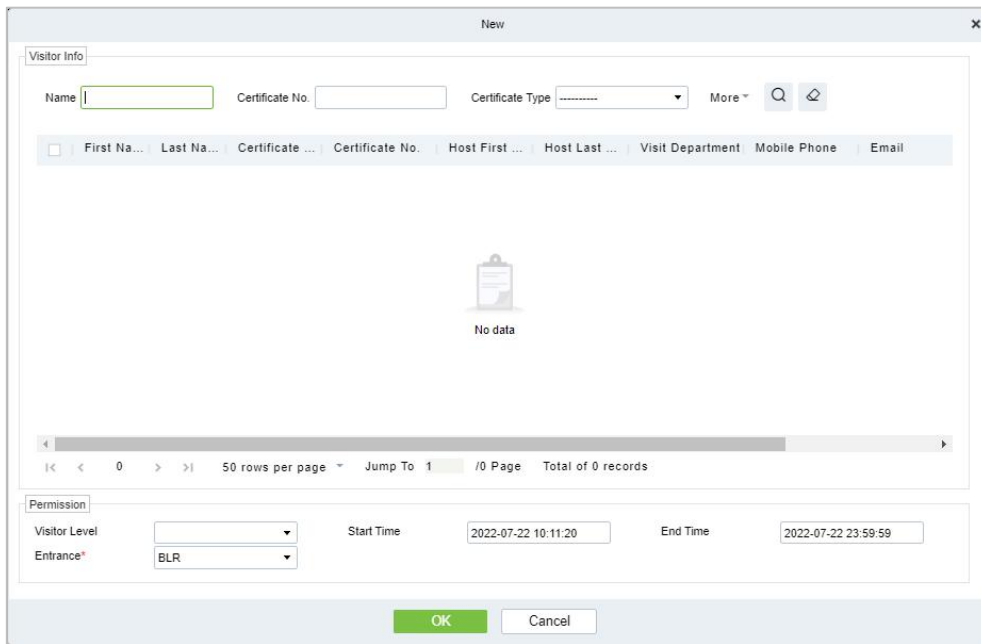 New
Visitor Info
Name Certificate No. Certificate Type ---------- More
First Na... Last Na... Certificate ... Certificate No. Host First ... Host Last ... Visit Department Mobile Phone Email
No data
0 50 rows per page Jump To 1 /0 Page Total of 0 records
Permission
Visitor Level Start Time 2022-07-22 10:11:20 End Time 2022-07-22 23:59:59
Entrance* BLR
OK Cancel